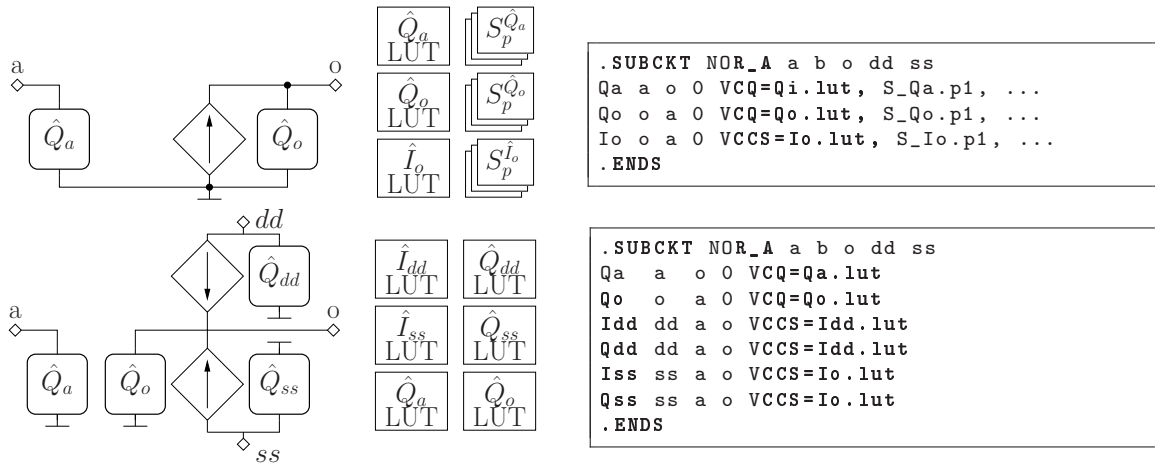 a
o
Q̂a
Q̂o
Q̂a
LUT
S_p^Q̂a
Q̂o
LUT
S_p^Q̂o
Îo
LUT
S_p^Îo
.SUBCKT NOR_A a b o dd ss
Qa a o 0 VCQ=Qi.lut, S_Qa.p1, ...
Qo o a 0 VCQ=Qo.lut, S_Qo.p1, ...
Io o a 0 VCCS=Io.lut, S_Io.p1, ...
.ENDS
dd
Q̂dd
a
o
Q̂a
Q̂o
Q̂ss
ss
Îdd
LUT
Q̂dd
LUT
Îss
LUT
Q̂ss
LUT
Q̂a
LUT
Q̂o
LUT
.SUBCKT NOR_A a b o dd ss
Qa a o 0 VCQ=Qa.lut
Qo o a 0 VCQ=Qo.lut
Idd dd a o VCCS=Idd.lut
Qdd dd a o VCCS=Idd.lut
Iss ss a o VCCS=Io.lut
Qss ss a o VCCS=Io.lut
.ENDS